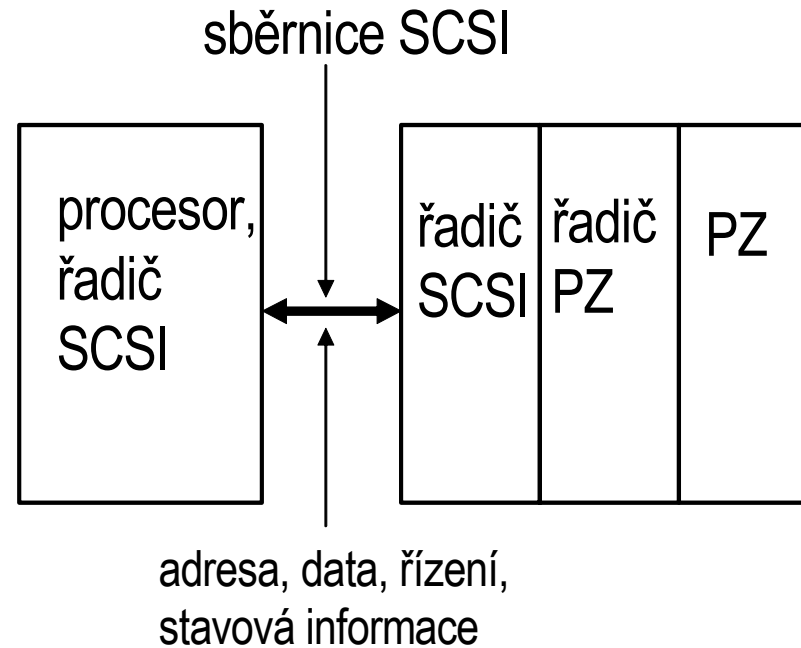 sběrnice SCSI
procesor,
řadič
SCSI
řadič
SCSI
řadič
PZ
PZ
adresa, data, řízení,
stavová informace